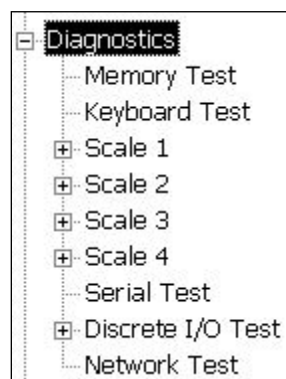 Diagnostics
Memory Test
Keyboard Test
Scale 1
Scale 2
Scale 3
Scale 4
Serial Test
Discrete I/O Test
Network Test